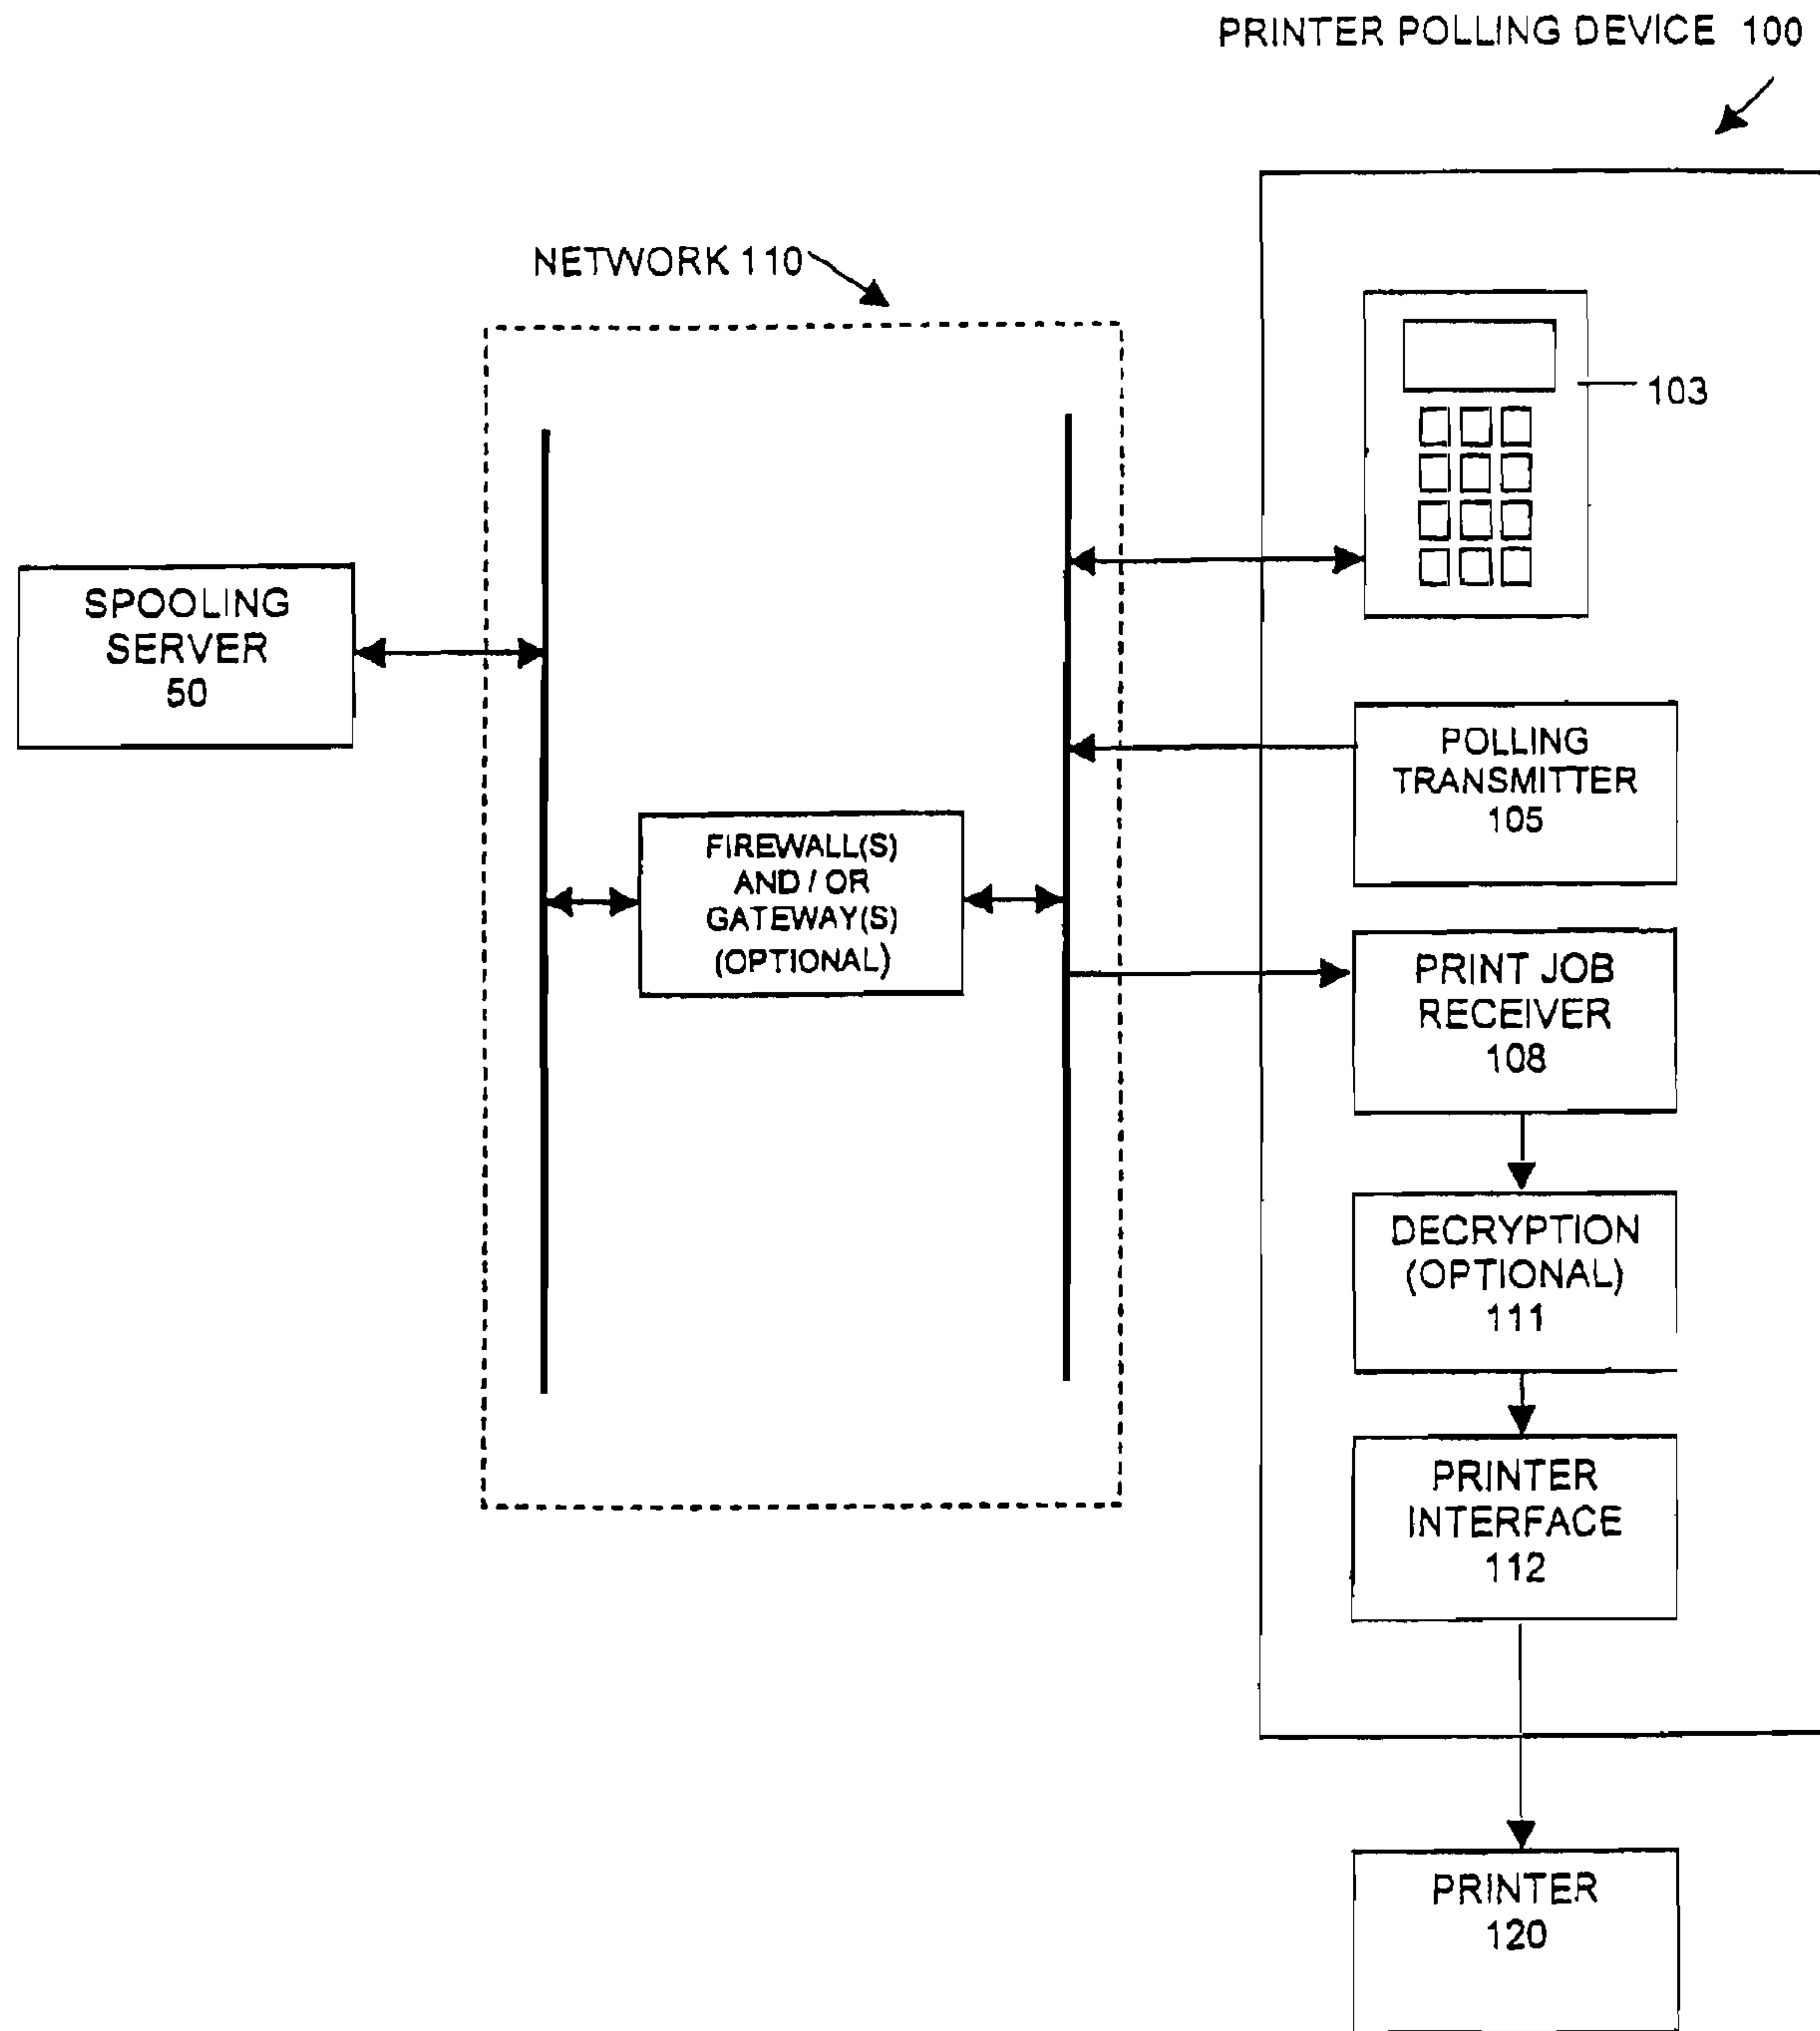 PRINTER POLLING DEVICE 100
NETWORK 110
103
SPOOLING
SERVER
50
POLLING
TRANSMITTER
105
FIREWALL(S)
AND / OR
GATEWAY(S)
(OPTIONAL)
PRINT JOB
RECEIVER
108
DECRYPTION
(OPTIONAL)
111
PRINTER
INTERFACE
112
PRINTER
120